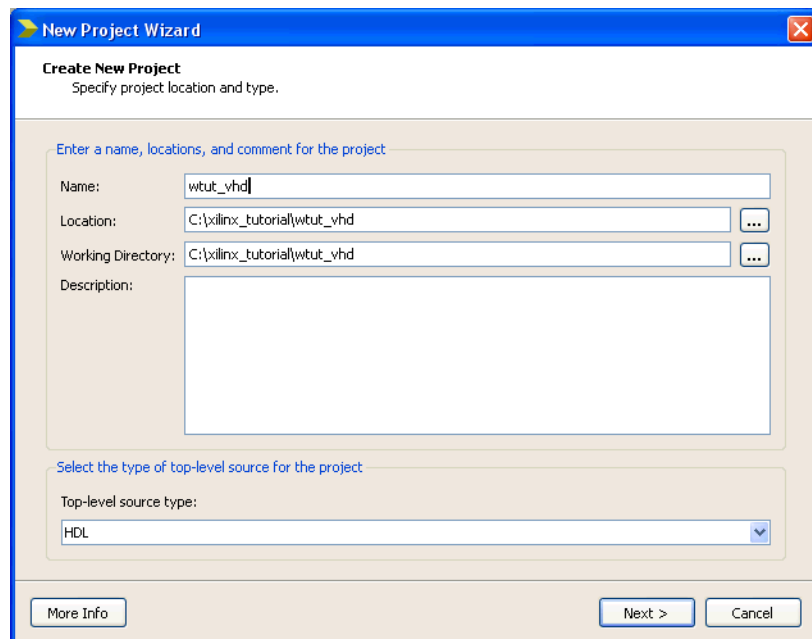 New Project Wizard
Create New Project
Specify project location and type.
Enter a name, locations, and comment for the project
Name: wtut_vhd
Location: C:\xilinx_tutorial\wtut_vhd ...
Working Directory: C:\xilinx_tutorial\wtut_vhd ...
Description:
Select the type of top-level source for the project
Top-level source type:
HDL
More Info Next > Cancel